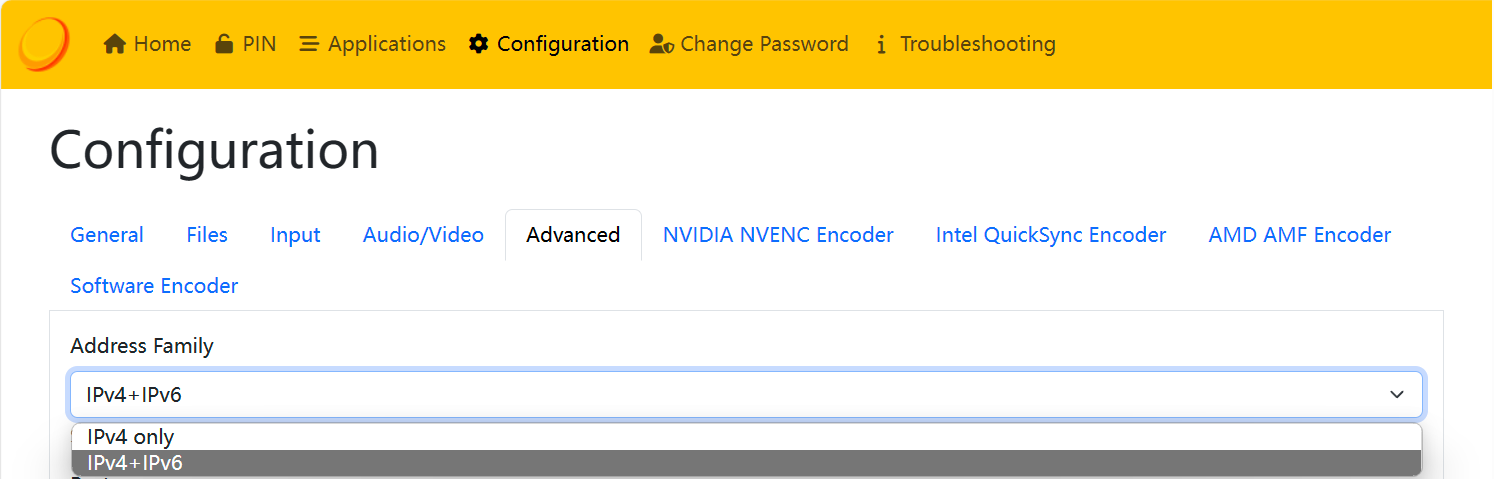 Home PIN Applications Configuration Change Password Troubleshooting
Configuration
General Files Input Audio/Video Advanced NVIDIA NVENC Encoder Intel QuickSync Encoder AMD AMF Encoder
Software Encoder
Address Family
IPv4+IPv6
IPv4 only
IPv4+IPv6